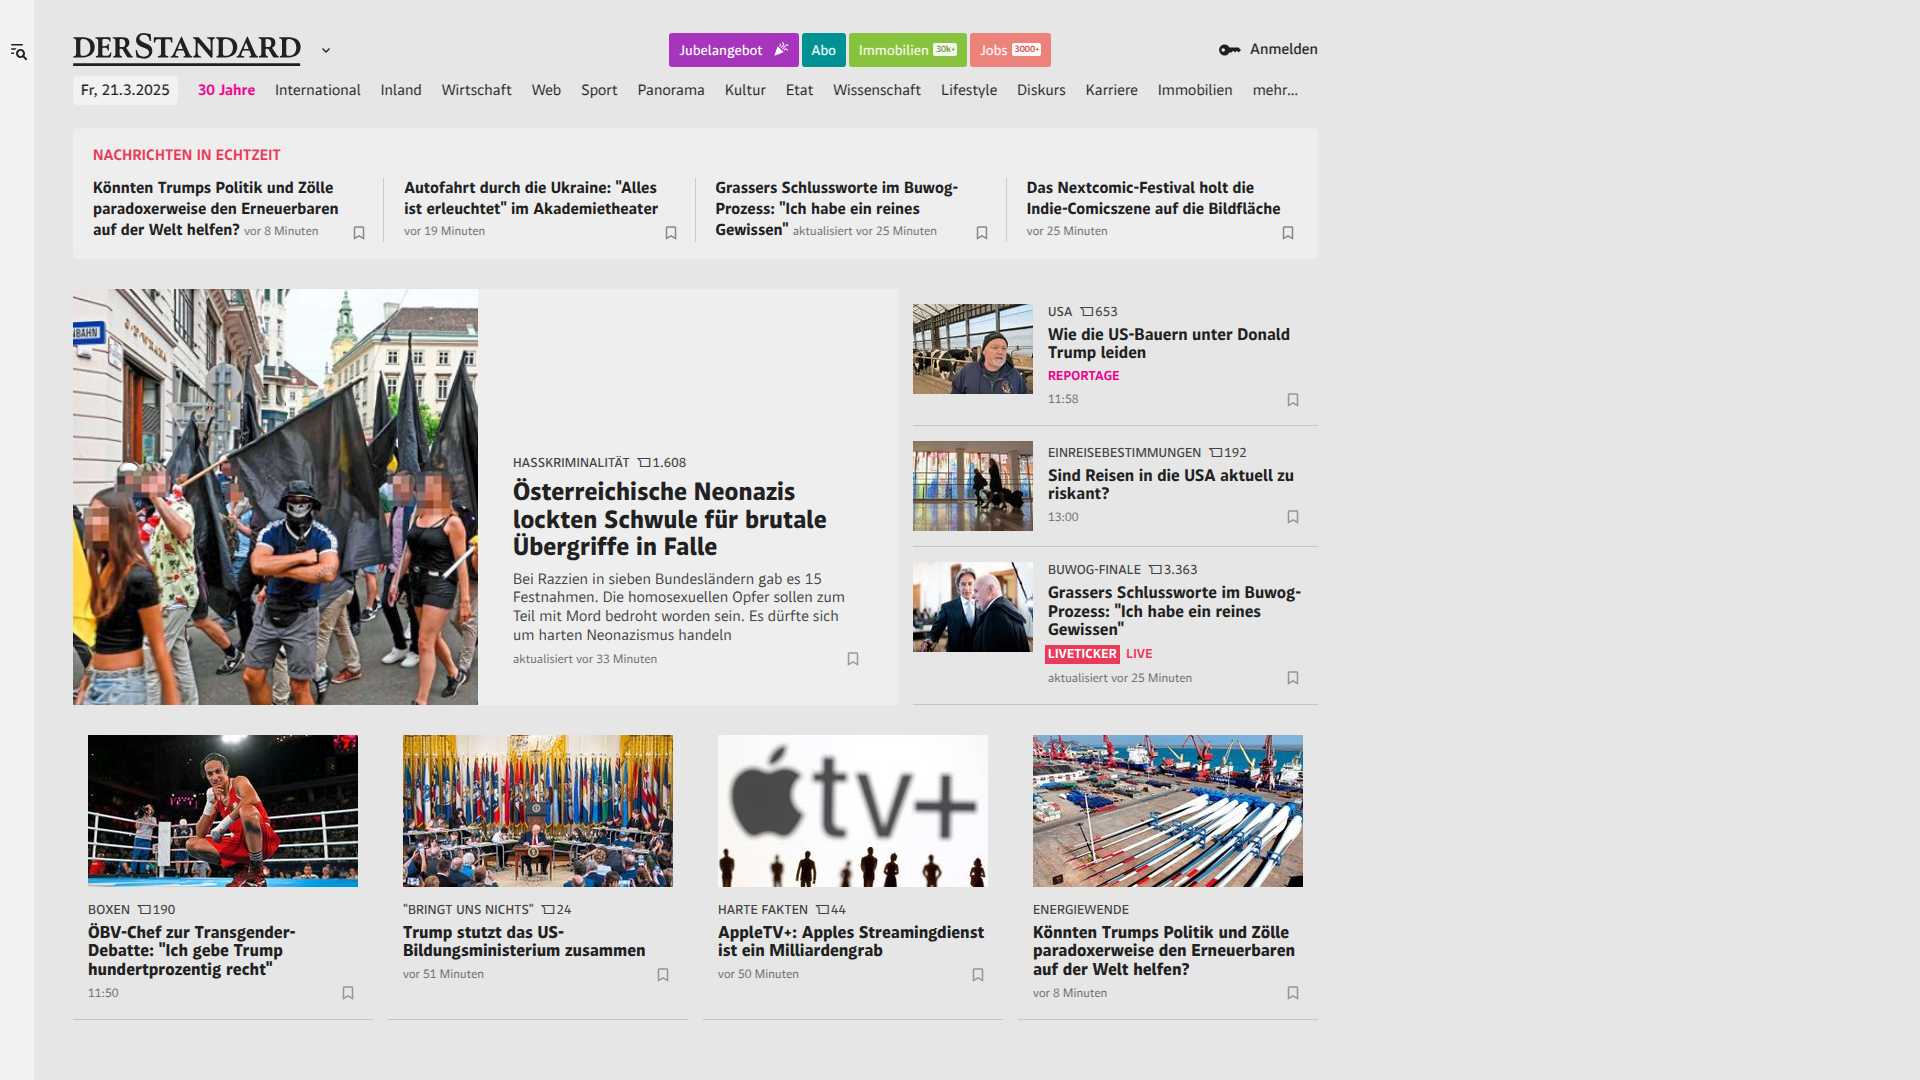 DERSTANDARD
Jubelangebot
Abo
Immobilien 30k+
Jobs 3000+
Anmelden
Fr, 21.3.2025
30 Jahre
International
Inland
Wirtschaft
Web
Sport
Panorama
Kultur
Etat
Wissenschaft
Lifestyle
Diskurs
Karriere
Immobilien
mehr...
NACHRICHTEN IN ECHTZEIT
Könnten Trumps Politik und Zölle
paradoxerweise den Erneuerbaren
auf der Welt helfen? vor 8 Minuten
Autofahrt durch die Ukraine: "Alles
ist erleuchtet" im Akademietheater
vor 19 Minuten
Grassers Schlussworte im Buwog-
Prozess: "Ich habe ein reines
Gewissen" aktualisiert vor 25 Minuten
Das Nextcomic-Festival holt die
Indie-Comicszene auf die Bildfläche
vor 25 Minuten
NBAHN
HASSKRIMINALITÄT 1.608
Österreichische Neonazis
lockten Schwule für brutale
Übergriffe in Falle
Bei Razzien in sieben Bundesländern gab es 15
Festnahmen. Die homosexuellen Opfer sollen zum
Teil mit Mord bedroht worden sein. Es dürfte sich
um harten Neonazismus handeln
aktualisiert vor 33 Minuten
USA 653
Wie die US-Bauern unter Donald
Trump leiden
REPORTAGE
11:58
EINREISEBESTIMMUNGEN 192
Sind Reisen in die USA aktuell zu
riskant?
13:00
BUWOG-FINALE 3.363
Grassers Schlussworte im Buwog-
Prozess: "Ich habe ein reines
Gewissen"
LIVETICKER LIVE
aktualisiert vor 25 Minuten
BOXEN 190
ÖBV-Chef zur Transgender-
Debatte: "Ich gebe Trump
hundertprozentig recht"
11:50
"BRINGT UNS NICHTS" 24
Trump stutzt das US-
Bildungsministerium zusammen
vor 51 Minuten
tv+
HARTE FAKTEN 44
AppleTV+: Apples Streamingdienst
ist ein Milliardengrab
vor 50 Minuten
ENERGIEWENDE
Könnten Trumps Politik und Zölle
paradoxerweise den Erneuerbaren
auf der Welt helfen?
vor 8 Minuten